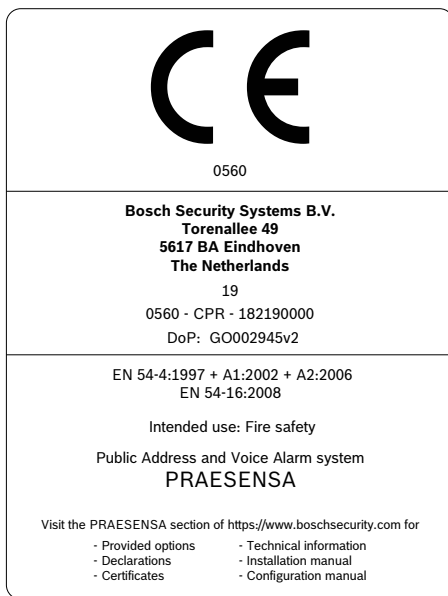 CE
0560
Bosch Security Systems B.V.
Torenallee 49
5617 BA Eindhoven
The Netherlands
19
0560 - CPR - 182190000
DoP: GO002945v2
EN 54-4:1997 + A1:2002 + A2:2006
EN 54-16:2008
Intended use: Fire safety
Public Address and Voice Alarm system
PRAESENSA
Visit the PRAESENSA section of https://www.boschsecurity.com for
- Provided options
- Declarations
- Certificates
- Technical information
- Installation manual
- Configuration manual